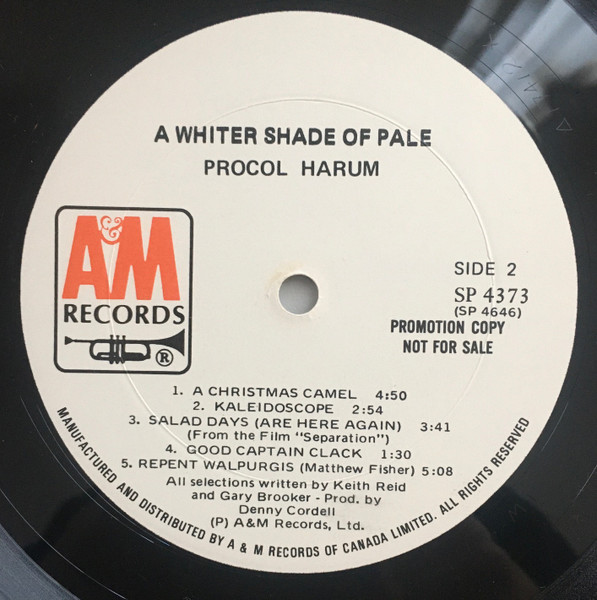 A WHITER SHADE OF PALE
PROCOL HARUM
A&M
RECORDS
®
SIDE 2
SP 4373
(SP 4646)
PROMOTION COPY
NOT FOR SALE
1. A CHRISTMAS CAMEL 4:50
2. KALEIDOSCOPE 2:54
3. SALAD DAYS (ARE HERE AGAIN) 3:41
(From the Film "Separation")
4. GOOD CAPTAIN CLACK 1:30
5. REPENT WALPURGIS (Matthew Fisher) 5:08
All selections written by Keith Reid
and Gary Brooker - Prod. by
Denny Cordell
(P) A&M Records, Ltd.
MANUFACTURED AND DISTRIBUTED BY A & M RECORDS OF CANADA LIMITED. ALL RIGHTS RESERVED